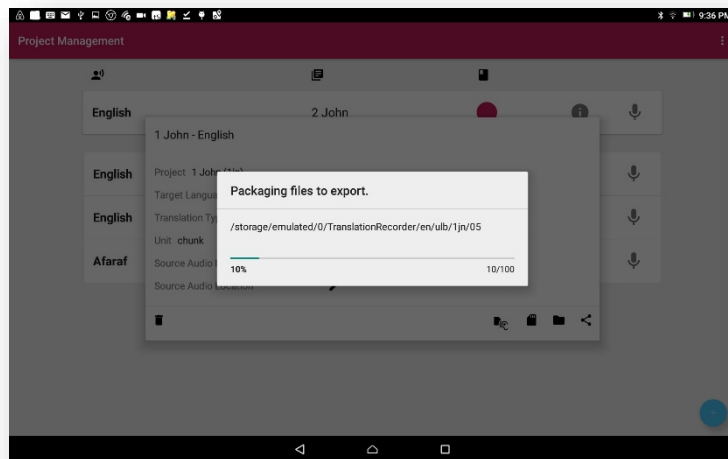 9:36 PM
Project Management
English 2 John
1 John - English
English
Project 1 John (1jn)
Target Langua
Packaging files to export.
/storage/emulated/0/TranslationRecorder/en/ulb/1jn/05
10% 10/100
English
Translation Ty
Unit chunk
Afaraf
Source Audio
Source Audio Location